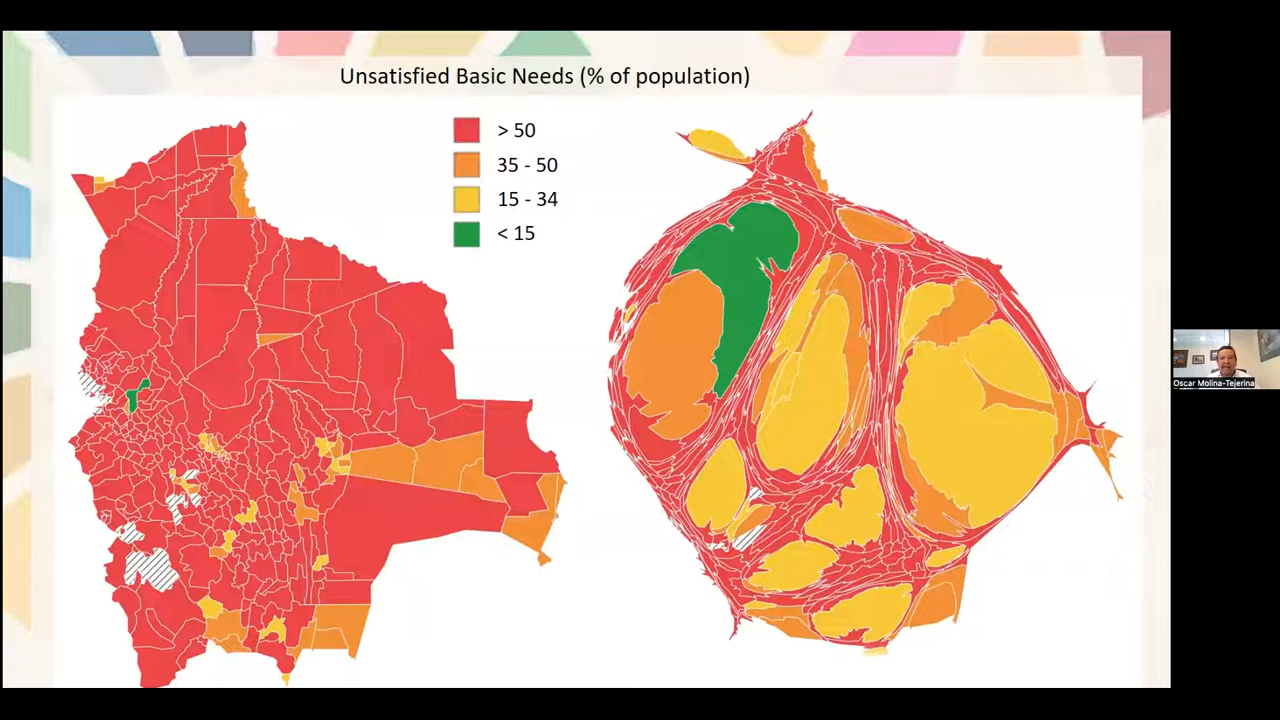 Unsatisfied Basic Needs (% of population)
> 50
35 - 50
15 - 34
< 15
Oscar Molina-Tejerina